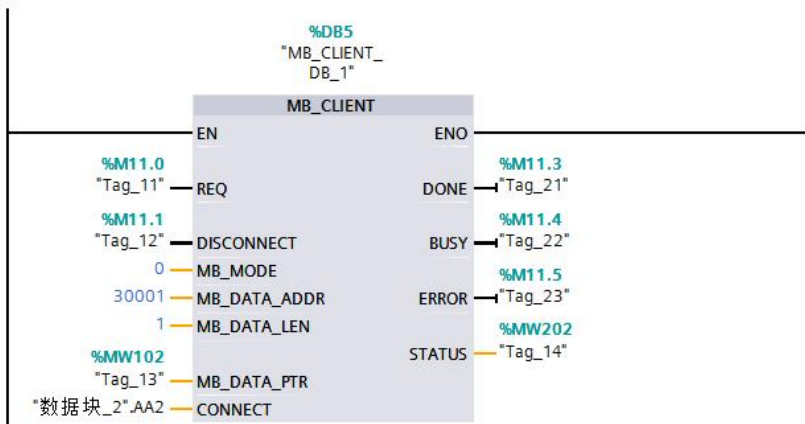 %DB5
"MB_CLIENT_
DB_1"
MB_CLIENT
EN ENO
%M11.0 %M11.3
"Tag_11" REQ DONE "Tag_21"
%M11.1 %M11.4
"Tag_12" DISCONNECT BUSY "Tag_22"
0 MB_MODE %M11.5
30001 MB_DATA_ADDR ERROR "Tag_23"
1 MB_DATA_LEN %MW202
%MW102 STATUS "Tag_14"
"Tag_13" MB_DATA_PTR
"数据块_2".AA2 CONNECT